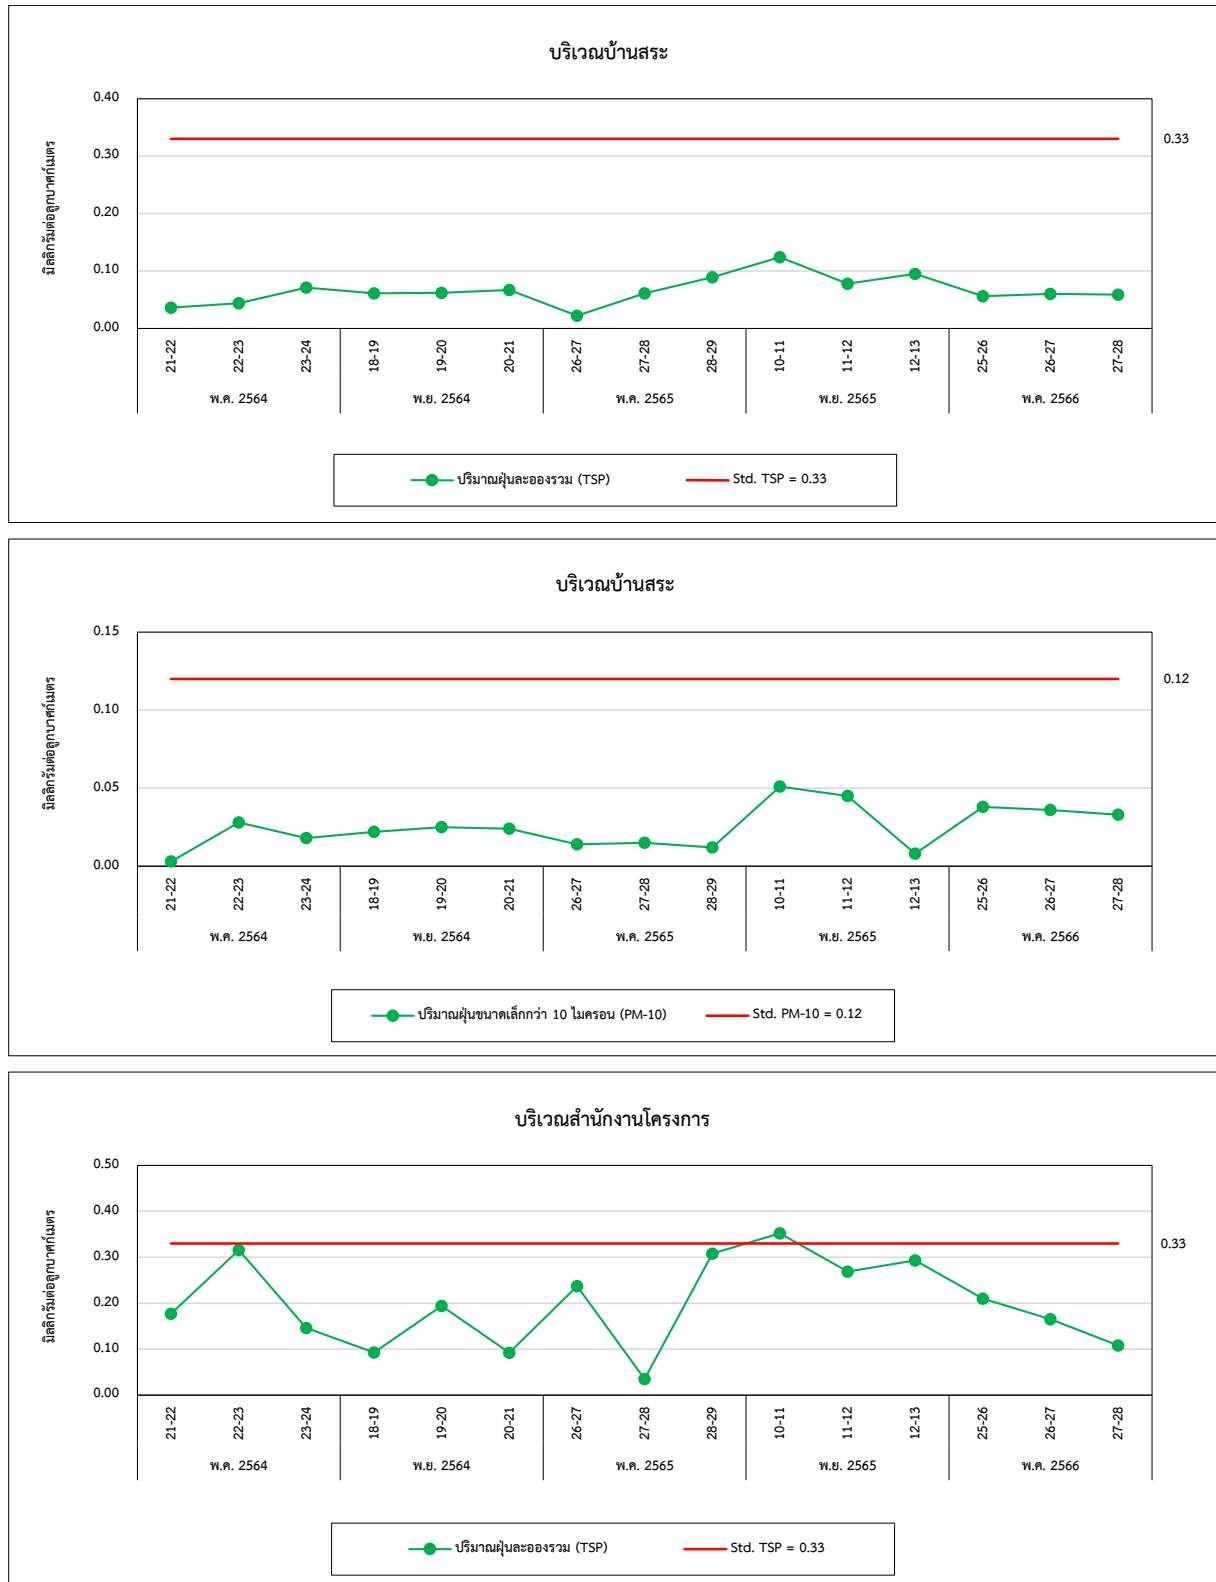 บริเวณบ้านสระ
มิลลิกรัมต่อลูกบาศก์เมตร
0.40
0.30
0.20
0.10
0.00
0.33
21-22 22-23 23-24 18-19 19-20 20-21 26-27 27-28 28-29 10-11 11-12 12-13 25-26 26-27 27-28
พ.ค. 2564 พ.ย. 2564 พ.ค. 2565 พ.ย. 2565 พ.ค. 2566
ปริมาณฝุ่นละอองรวม (TSP) Std. TSP = 0.33
บริเวณบ้านสระ
มิลลิกรัมต่อลูกบาศก์เมตร
0.15
0.10
0.05
0.00
0.12
21-22 22-23 23-24 18-19 19-20 20-21 26-27 27-28 28-29 10-11 11-12 12-13 25-26 26-27 27-28
พ.ค. 2564 พ.ย. 2564 พ.ค. 2565 พ.ย. 2565 พ.ค. 2566
ปริมาณฝุ่นขนาดเล็กกว่า 10 ไมครอน (PM-10) Std. PM-10 = 0.12
บริเวณสำนักงานโครงการ
มิลลิกรัมต่อลูกบาศก์เมตร
0.50
0.40
0.30
0.20
0.10
0.00
0.33
21-22 22-23 23-24 18-19 19-20 20-21 26-27 27-28 28-29 10-11 11-12 12-13 25-26 26-27 27-28
พ.ค. 2564 พ.ย. 2564 พ.ค. 2565 พ.ย. 2565 พ.ค. 2566
ปริมาณฝุ่นละอองรวม (TSP) Std. TSP = 0.33